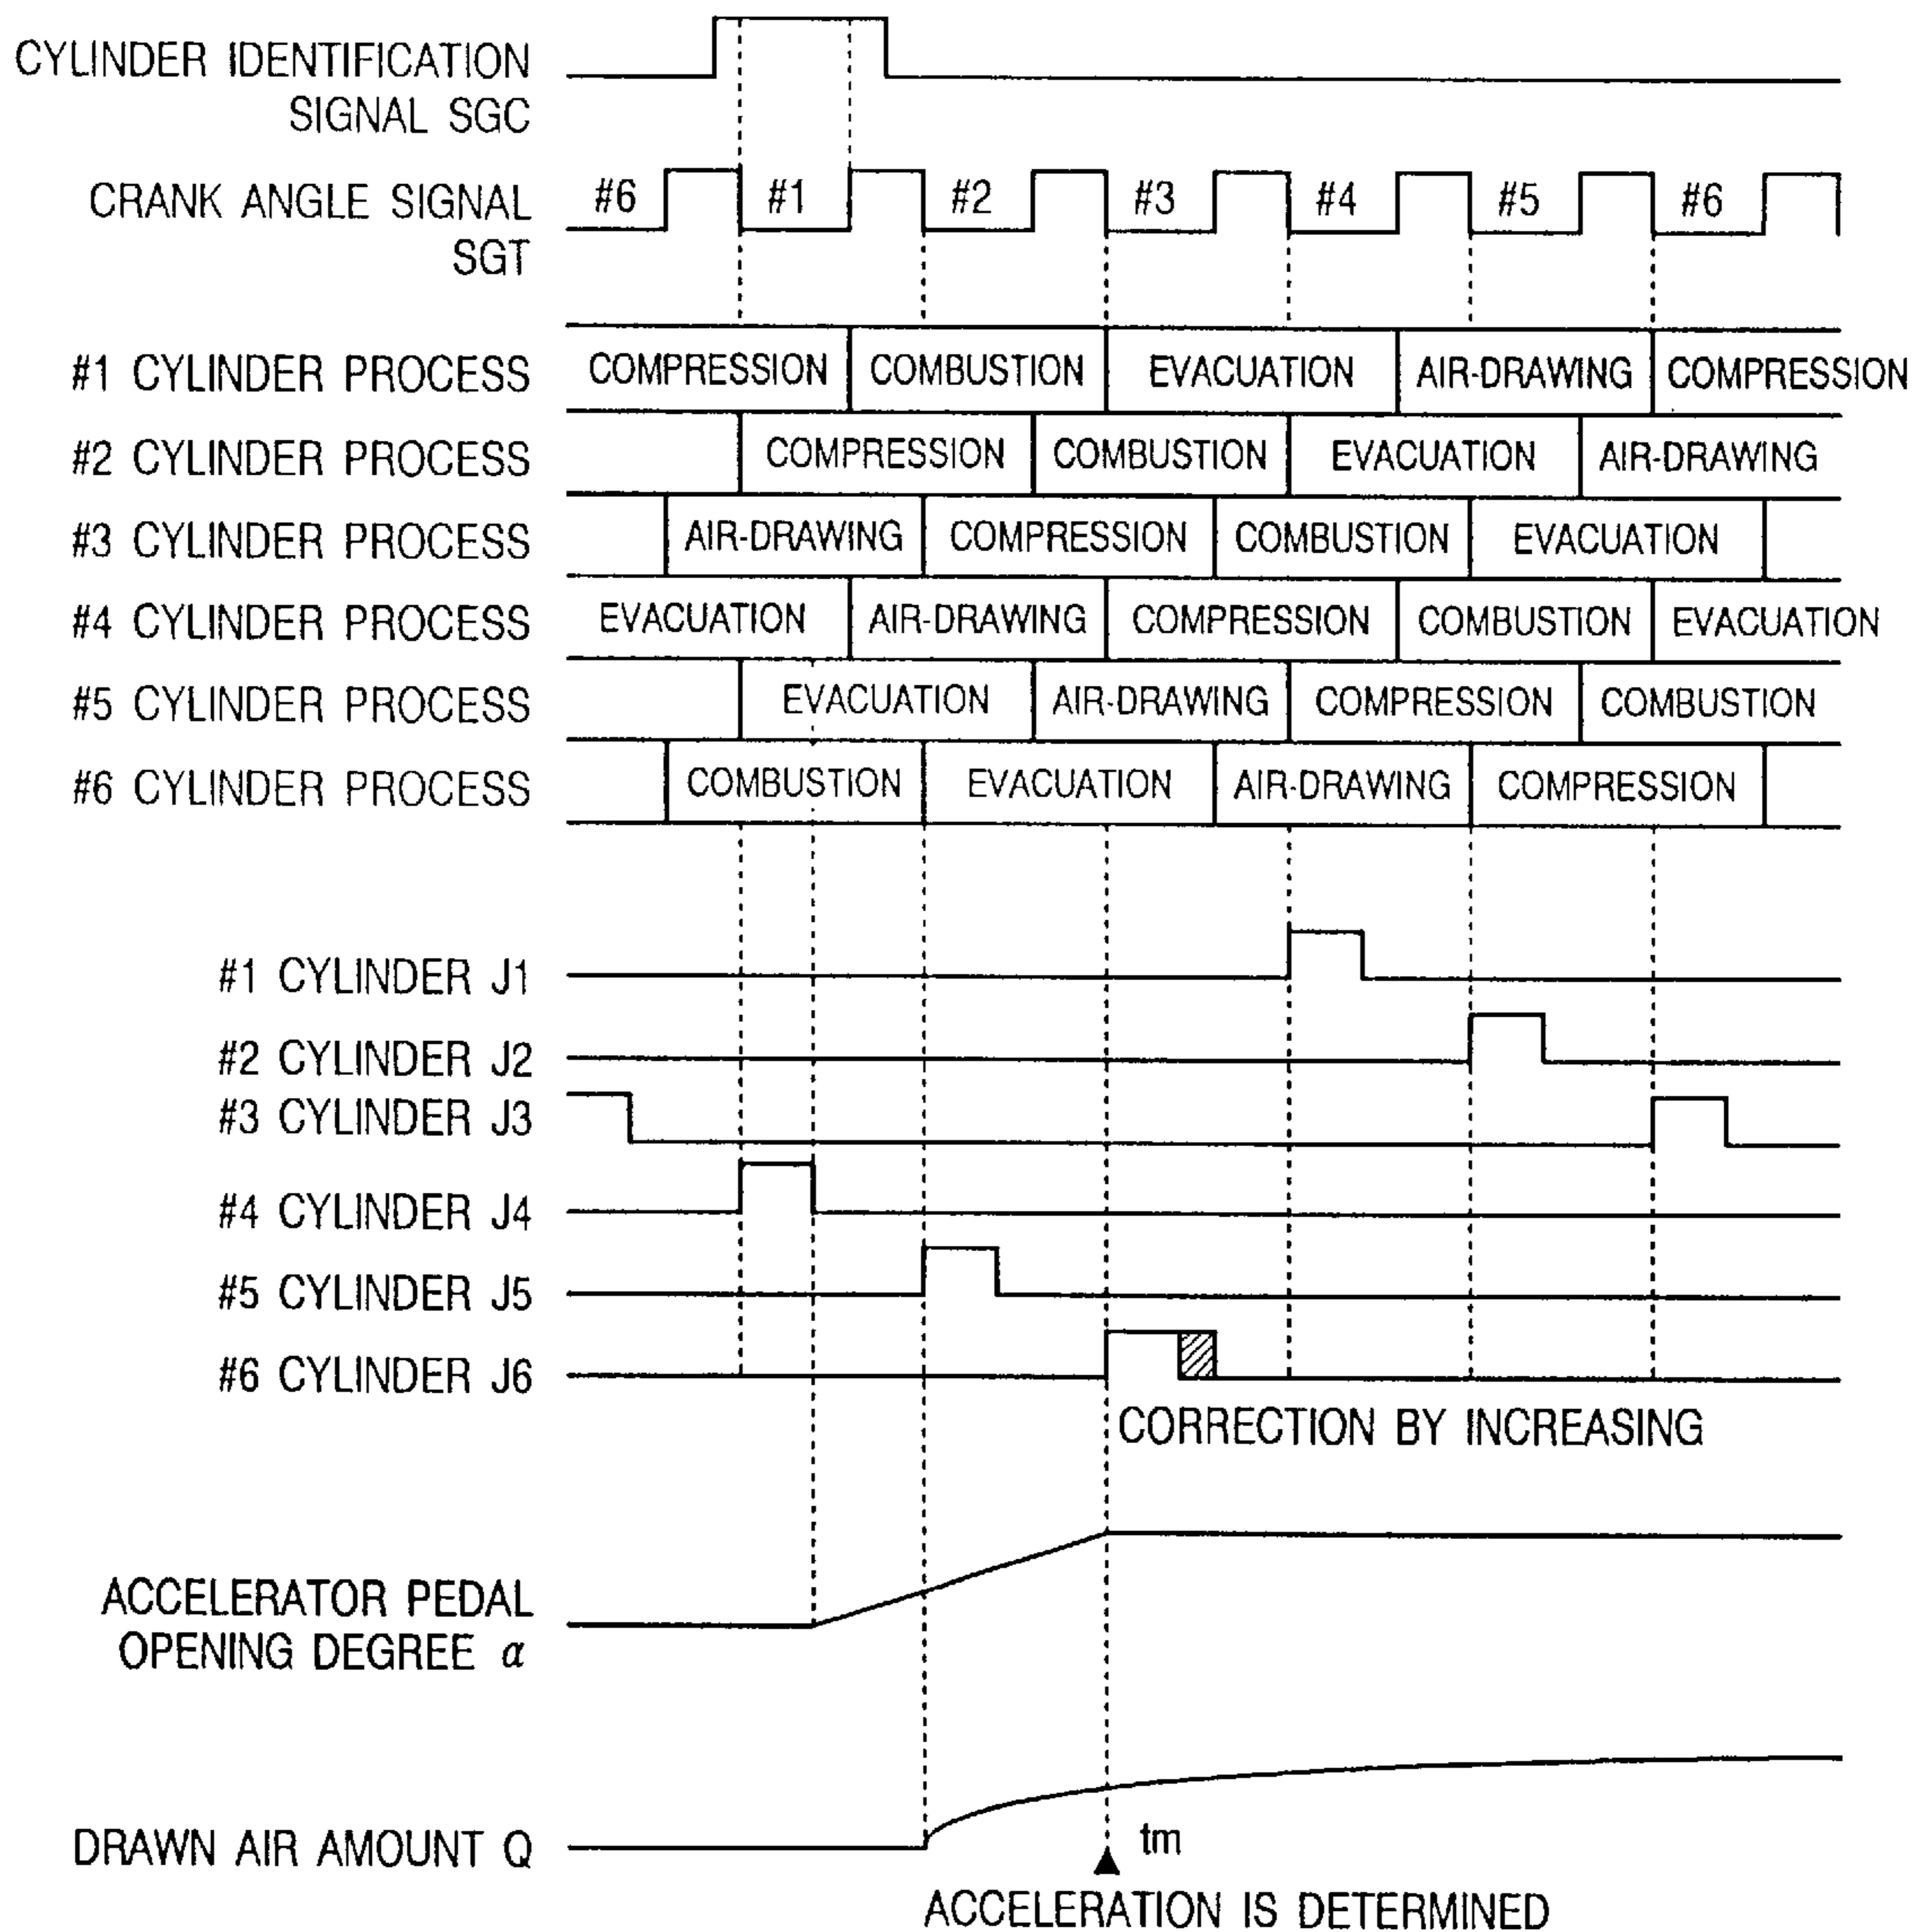 CYLINDER IDENTIFICATION
SIGNAL SGC
CRANK ANGLE SIGNAL
SGT
#6 #1 #2 #3 #4 #5 #6
#1 CYLINDER PROCESS COMPRESSION COMBUSTION EVACUATION AIR-DRAWING COMPRESSION
#2 CYLINDER PROCESS COMPRESSION COMBUSTION EVACUATION AIR-DRAWING
#3 CYLINDER PROCESS AIR-DRAWING COMPRESSION COMBUSTION EVACUATION
#4 CYLINDER PROCESS EVACUATION AIR-DRAWING COMPRESSION COMBUSTION EVACUATION
#5 CYLINDER PROCESS EVACUATION AIR-DRAWING COMPRESSION COMBUSTION
#6 CYLINDER PROCESS COMBUSTION EVACUATION AIR-DRAWING COMPRESSION
#1 CYLINDER J1
#2 CYLINDER J2
#3 CYLINDER J3
#4 CYLINDER J4
#5 CYLINDER J5
#6 CYLINDER J6
CORRECTION BY INCREASING
ACCELERATOR PEDAL
OPENING DEGREE α
DRAWN AIR AMOUNT Q
tm
ACCELERATION IS DETERMINED